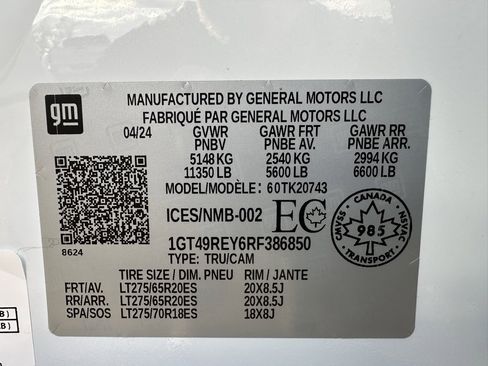 gm
MANUFACTURED BY GENERAL MOTORS LLC
FABRIQUÉ PAR GENERAL MOTORS LLC
04/24 GVWR GAWR FRT GAWR RR
PNBV PNBE AV. PNBE ARR.
5148 KG 2540 KG 2994 KG
11350 LB 5600 LB 6600 LB
MODEL/MODÈLE: 60TK20743
ICES/NMB-002 EC
CANADA
NSVAC SVNAC
985
TRANSPORT
8624
1GT49REY6RF386850
TYPE: TRU/CAM
TIRE SIZE / DIM. PNEU RIM / JANTE
FRT/AV. LT275/65R20ES 20X8.5J
RR/ARR. LT275/65R20ES 20X8.5J
SPA/SOS LT275/70R18ES 18X8J
B )
LB )